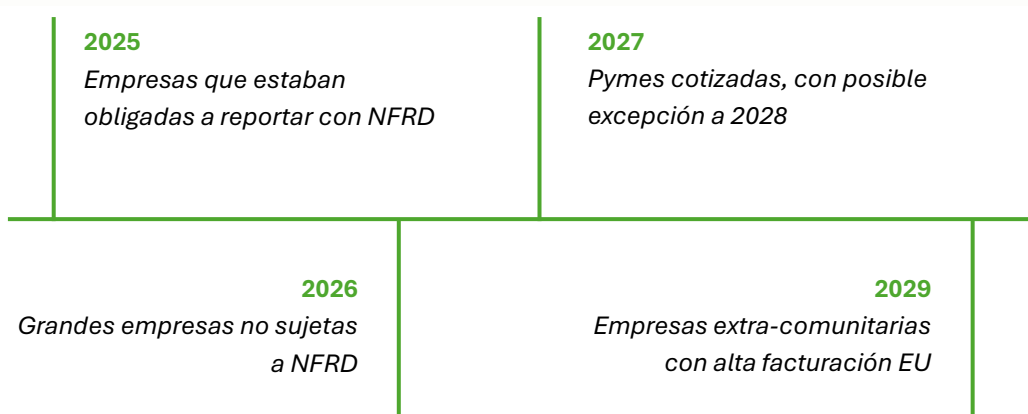 2025
Empresas que estaban
obligadas a reportar con NFRD
2027
Pymes cotizadas, con posible
excepción a 2028
2026
Grandes empresas no sujetas
a NFRD
2029
Empresas extra-comunitarias
con alta facturación EU